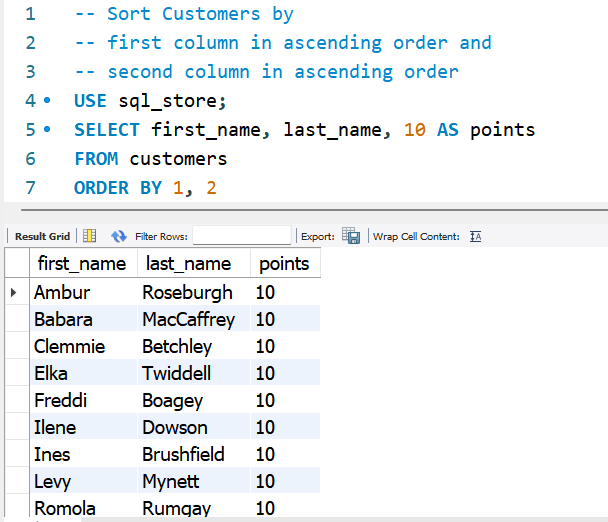 1 -- Sort Customers by
2 -- first column in ascending order and
3 -- second column in ascending order
4 USE sql_store;
5 SELECT first_name, last_name, 10 AS points
6 FROM customers
7 ORDER BY 1, 2
Result Grid Filter Rows: Export: Wrap Cell Content: IA
first_name last_name points
Ambur Roseburgh 10
Babara MacCaffrey 10
Clemmie Betchley 10
Elka Twiddell 10
Freddi Boagey 10
Ilene Dowson 10
Ines Brushfield 10
Levy Mynett 10
Romola Rumgay 10